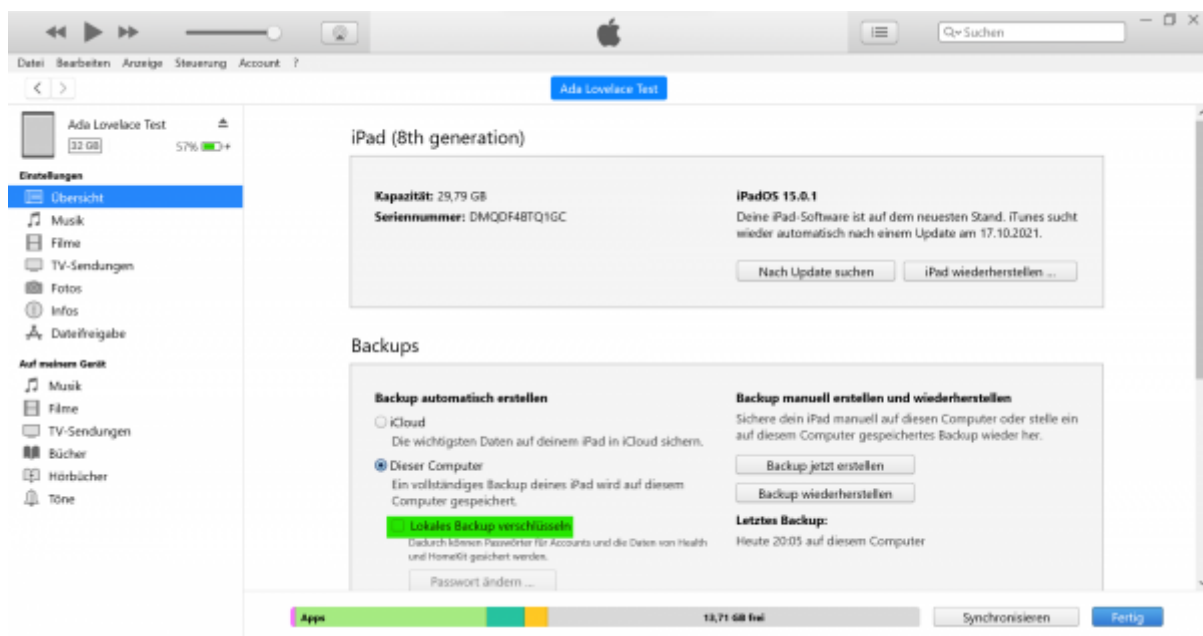 Suchen
Datei Bearbeiten Anzeige Steuerung Account ?
Ada Lovelace Test
Ada Lovelace Test
32 GB 57%
Einstellungen
Übersicht
Musik
Filme
TV-Sendungen
Fotos
Infos
Dateifreigabe
Auf meinem Gerät
Musik
Filme
TV-Sendungen
Bücher
Hörbücher
Töne
iPad (8th generation)
Kapazität: 29,79 GB
Seriennummer: DMQDF48TQ1GC
iPadOS 15.0.1
Deine iPad-Software ist auf dem neuesten Stand. iTunes sucht
wieder automatisch nach einem Update am 17.10.2021.
Nach Update suchen
iPad wiederherstellen ...
Backups
Backup automatisch erstellen
iCloud
Die wichtigsten Daten auf deinem iPad in iCloud sichern.
Dieser Computer
Ein vollständiges Backup deines iPad wird auf diesem
Computer gespeichert.
Lokales Backup verschlüsseln
Dadurch können Passwörter für Accounts und die Daten von Health
und HomeKit gesichert werden.
Passwort ändern ...
Backup manuell erstellen und wiederherstellen
Sichere dein iPad manuell auf diesen Computer oder stelle ein
auf diesem Computer gespeichertes Backup wieder her.
Backup jetzt erstellen
Backup wiederherstellen
Letztes Backup:
Heute 20:05 auf diesem Computer
Apps
13,71 GB frei
Synchronisieren
Fertig